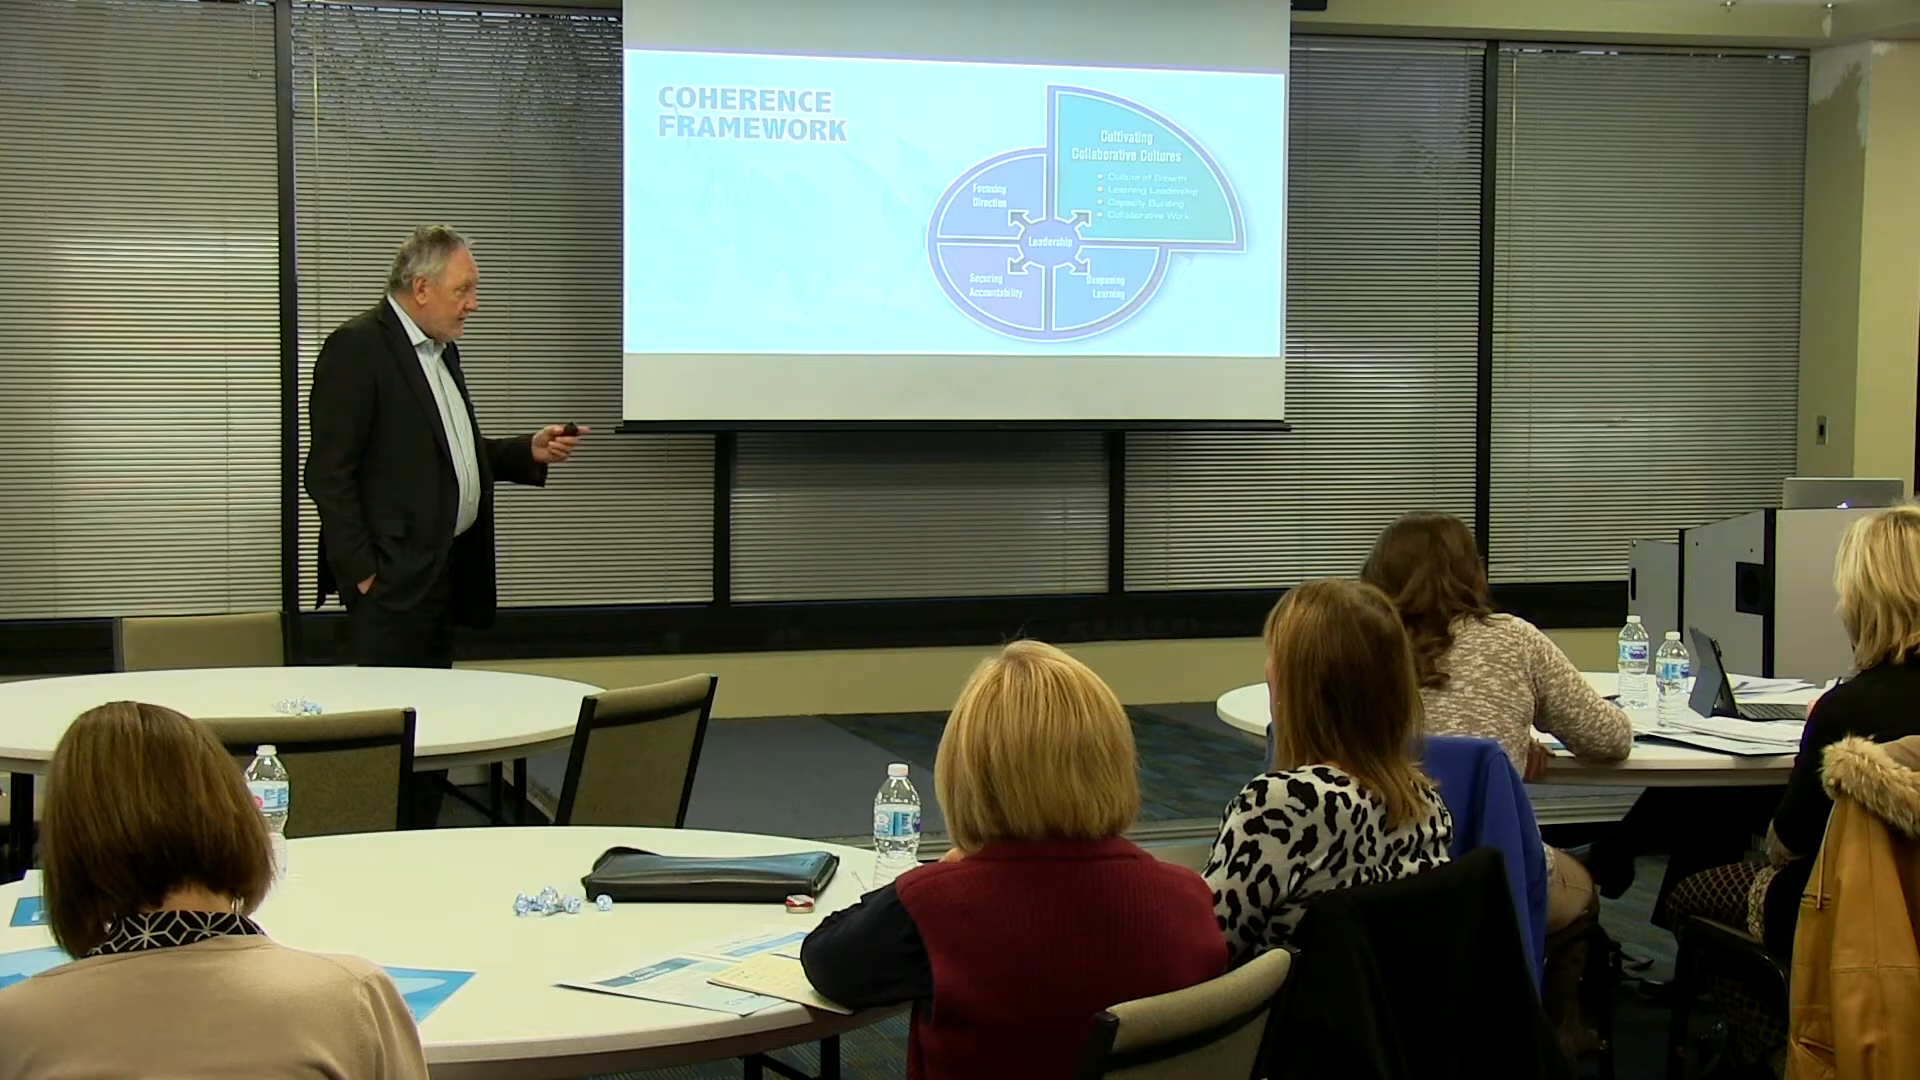 COHERENCE
FRAMEWORK
Cultivating
Collaborative Cultures
Culture of Growth
Learning Leadership
Capacity Building
Collaborative Work
Focusing
Direction
Leadership
Securing
Accountability
Deepening
Learning